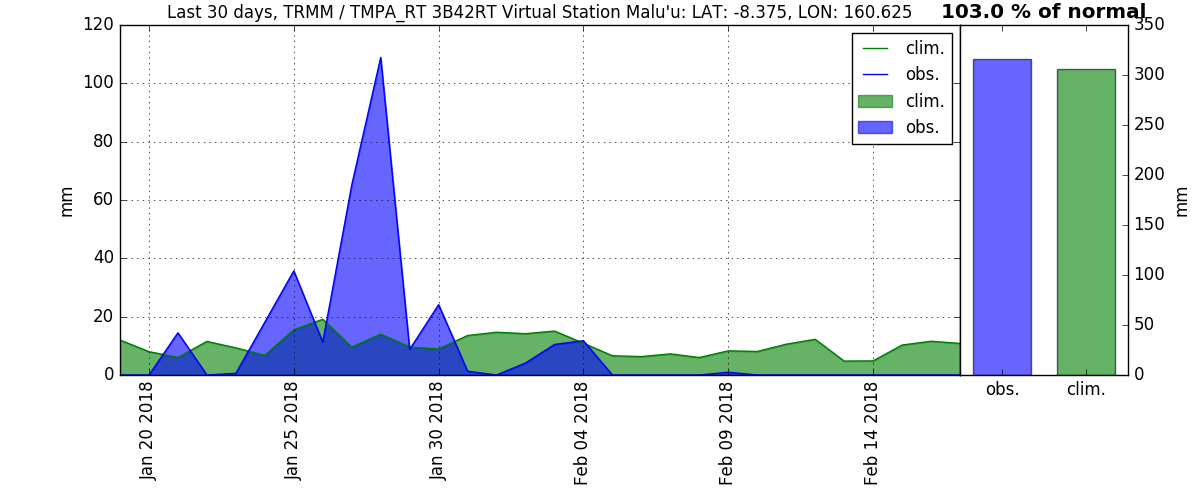 Last 30 days, TRMM / TMPA_RT 3B42RT Virtual Station Malu'u: LAT: -8.375, LON: 160.625
103.0 % of normal
120
100
80
60
40
20
0
mm
Jan 20 2018
Jan 25 2018
Jan 30 2018
Feb 04 2018
Feb 09 2018
Feb 14 2018
clim.
obs.
clim.
obs.
350
300
250
200
150
100
50
0
mm
obs.
clim.